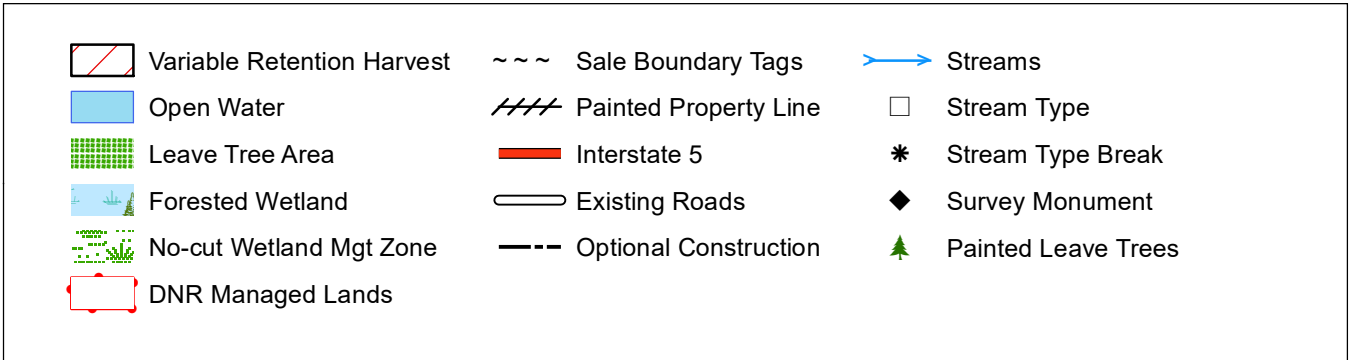 Variable Retention Harvest
Open Water
Leave Tree Area
Forested Wetland
No-cut Wetland Mgt Zone
DNR Managed Lands
Sale Boundary Tags
Painted Property Line
Interstate 5
Existing Roads
Optional Construction
Streams
Stream Type
Stream Type Break
Survey Monument
Painted Leave Trees